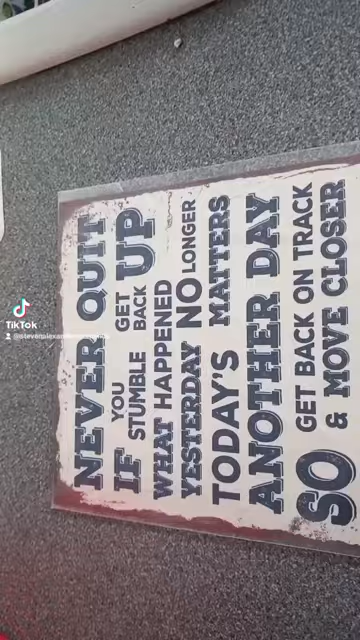 NEVER QUIT
IF YOU STUMBLE GET BACK UP
WHAT HAPPENED
YESTERDAY NO LONGER
MATTERS
TODAY'S
ANOTHER DAY
SO GET BACK ON TRACK
& MOVE CLOSER
TikTok